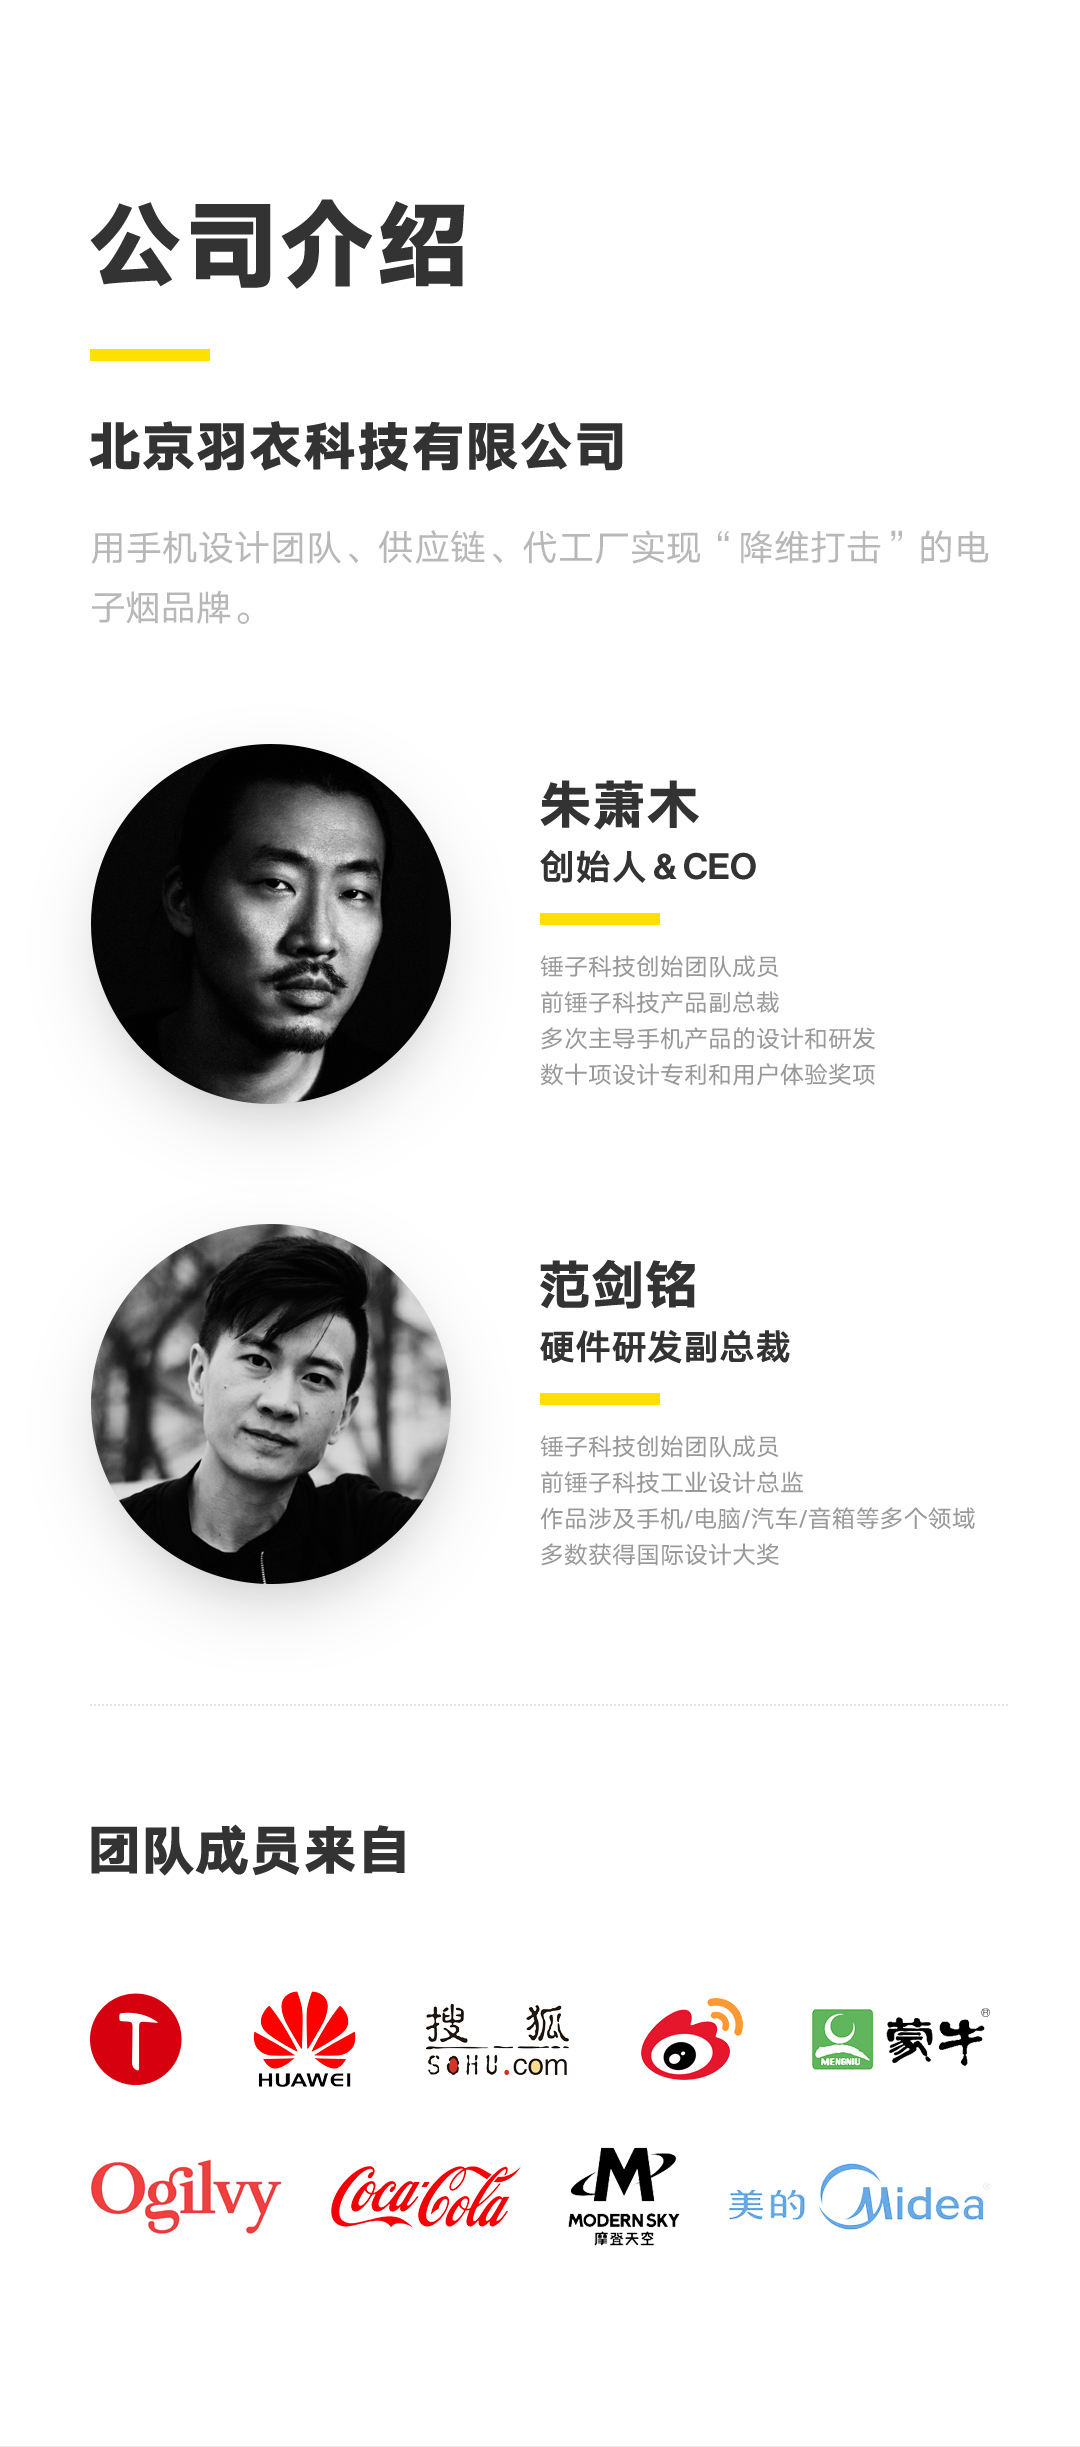 公司介绍
北京羽衣科技有限公司
用手机设计团队、供应链、代工厂实现“降维打击”的电
子烟品牌。
朱萧木
创始人 & CEO
锤子科技创始团队成员
前锤子科技产品副总裁
多次主导手机产品的设计和研发
数十项设计专利和用户体验奖项
范剑铭
硬件研发副总裁
锤子科技创始团队成员
前锤子科技工业设计总监
作品涉及手机/电脑/汽车/音箱等多个领域
多数获得国际设计大奖
团队成员来自
HUAWEI
搜狐
SOHU.com
MENGNIU
蒙牛
Ogilvy
Coca-Cola
M
MODERN SKY
摩登天空
美的 Midea